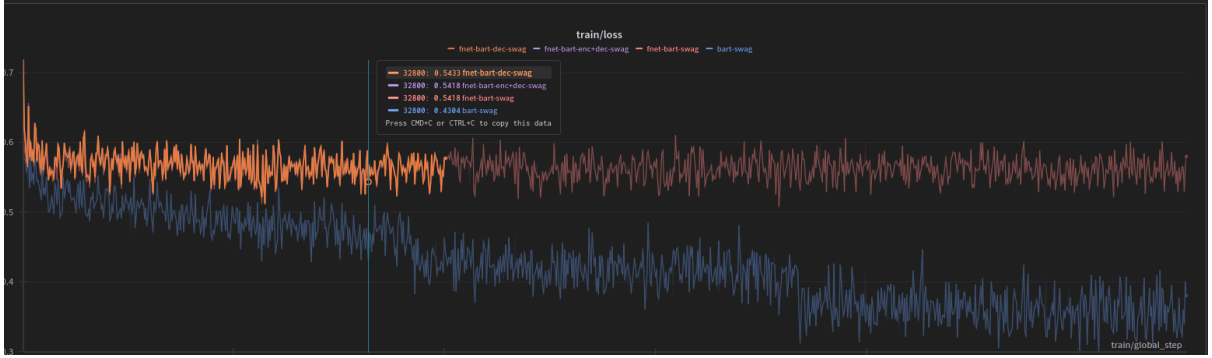 train/loss
fnet-bart-dec-swag fnet-bart-enc+dec-swag fnet-bart-swag bart-swag
32800: 0.5433 fnet-bart-dec-swag
32800: 0.5418 fnet-bart-enc+dec-swag
32800: 0.5418 fnet-bart-swag
32800: 0.4304 bart-swag
Press CMD+C or CTRL+C to copy this data
0.7
0.6
0.5
0.4
0.3
train/global_step